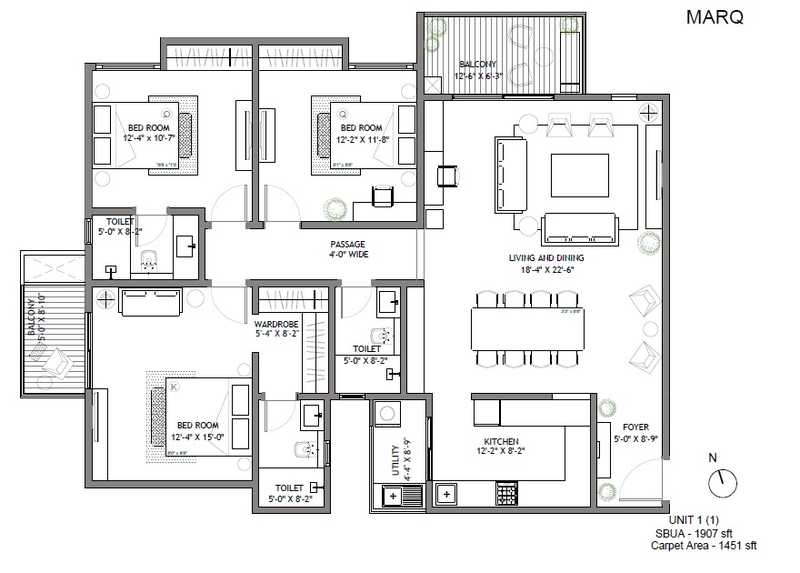 MARQ
BALCONY
12'-6" X 6'-3"
BED ROOM
12'-4" X 10'-7"
BED ROOM
12'-2" X 11'-8"
TOILET
5'-0" X 8'-2"
PASSAGE
4'-0" WIDE
LIVING AND DINING
18'-4" X 22'-6"
BALCONY
5'-0" X 8'-10"
WARDROBE
5'-4" X 8'-2"
TOILET
5'-0" X 8'-2"
K
BED ROOM
12'-4" X 15'-0"
TOILET
5'-0" X 8'-2"
UTILITY
4'-4" X 8'-9"
KITCHEN
12'-2" X 8'-2"
FOYER
5'-0" X 8'-9"
N
UNIT 1 (1)
SBUA - 1907 sft
Carpet Area - 1451 sft